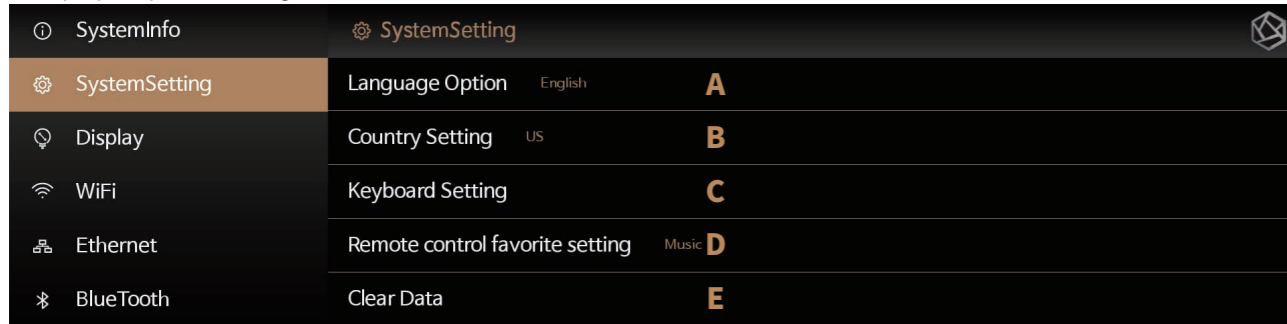 SystemInfo
SystemSetting
Display
WiFi
Ethernet
BlueTooth
SystemSetting
Language Option English A
Country Setting US B
Keyboard Setting C
Remote control favorite setting Music D
Clear Data E